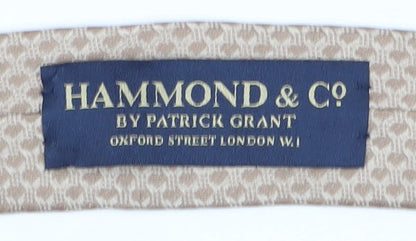 HAMMOND & Cº
BY PATRICK GRANT
OXFORD STREET LONDON W.1